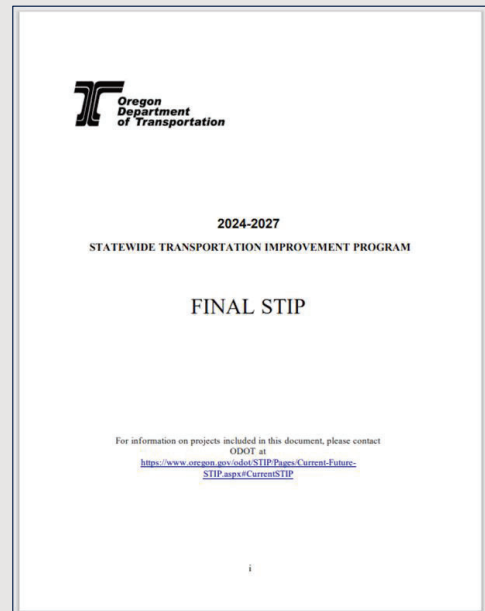 Oregon
Department
of Transportation
2024-2027
STATEWIDE TRANSPORTATION IMPROVEMENT PROGRAM
FINAL STIP
For information on projects included in this document, please contact
ODOT at
https://www.oregon.gov/odot/STIP/Pages/Current-Future-
STIP.aspx#CurrentSTIP
i